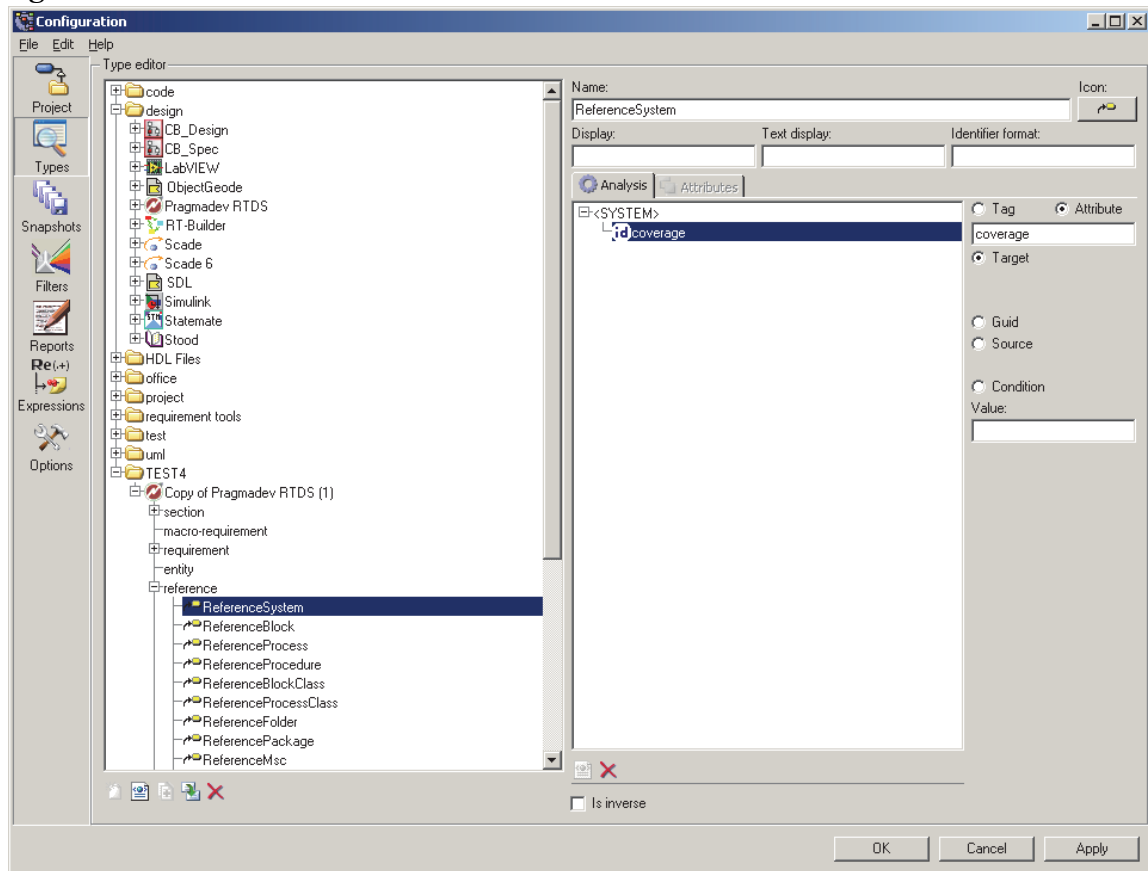 Configuration
File Edit Help
Type editor
Project
Types
Snapshots
Filters
Reports
Re(.+)
Expressions
Options
code
design
CB_Design
CB_Spec
LabVIEW
ObjectGeode
Pragmadev RTDS
RT-Builder
Scade
Scade 6
SDL
Simulink
Statemate
Stood
HDL Files
office
project
requirement tools
test
uml
TEST4
Copy of Pragmadev RTDS (1)
section
macro-requirement
requirement
entity
reference
ReferenceSystem
ReferenceBlock
ReferenceProcess
ReferenceProcedure
ReferenceBlockClass
ReferenceProcessClass
ReferenceFolder
ReferencePackage
ReferenceMsc
Name: Icon:
ReferenceSystem
Display: Text display: Identifier format:
Analysis Attributes
<SYSTEM>
id coverage
Tag Attribute
coverage
Target
Guid
Source
Condition
Value:
Is inverse
OK Cancel Apply